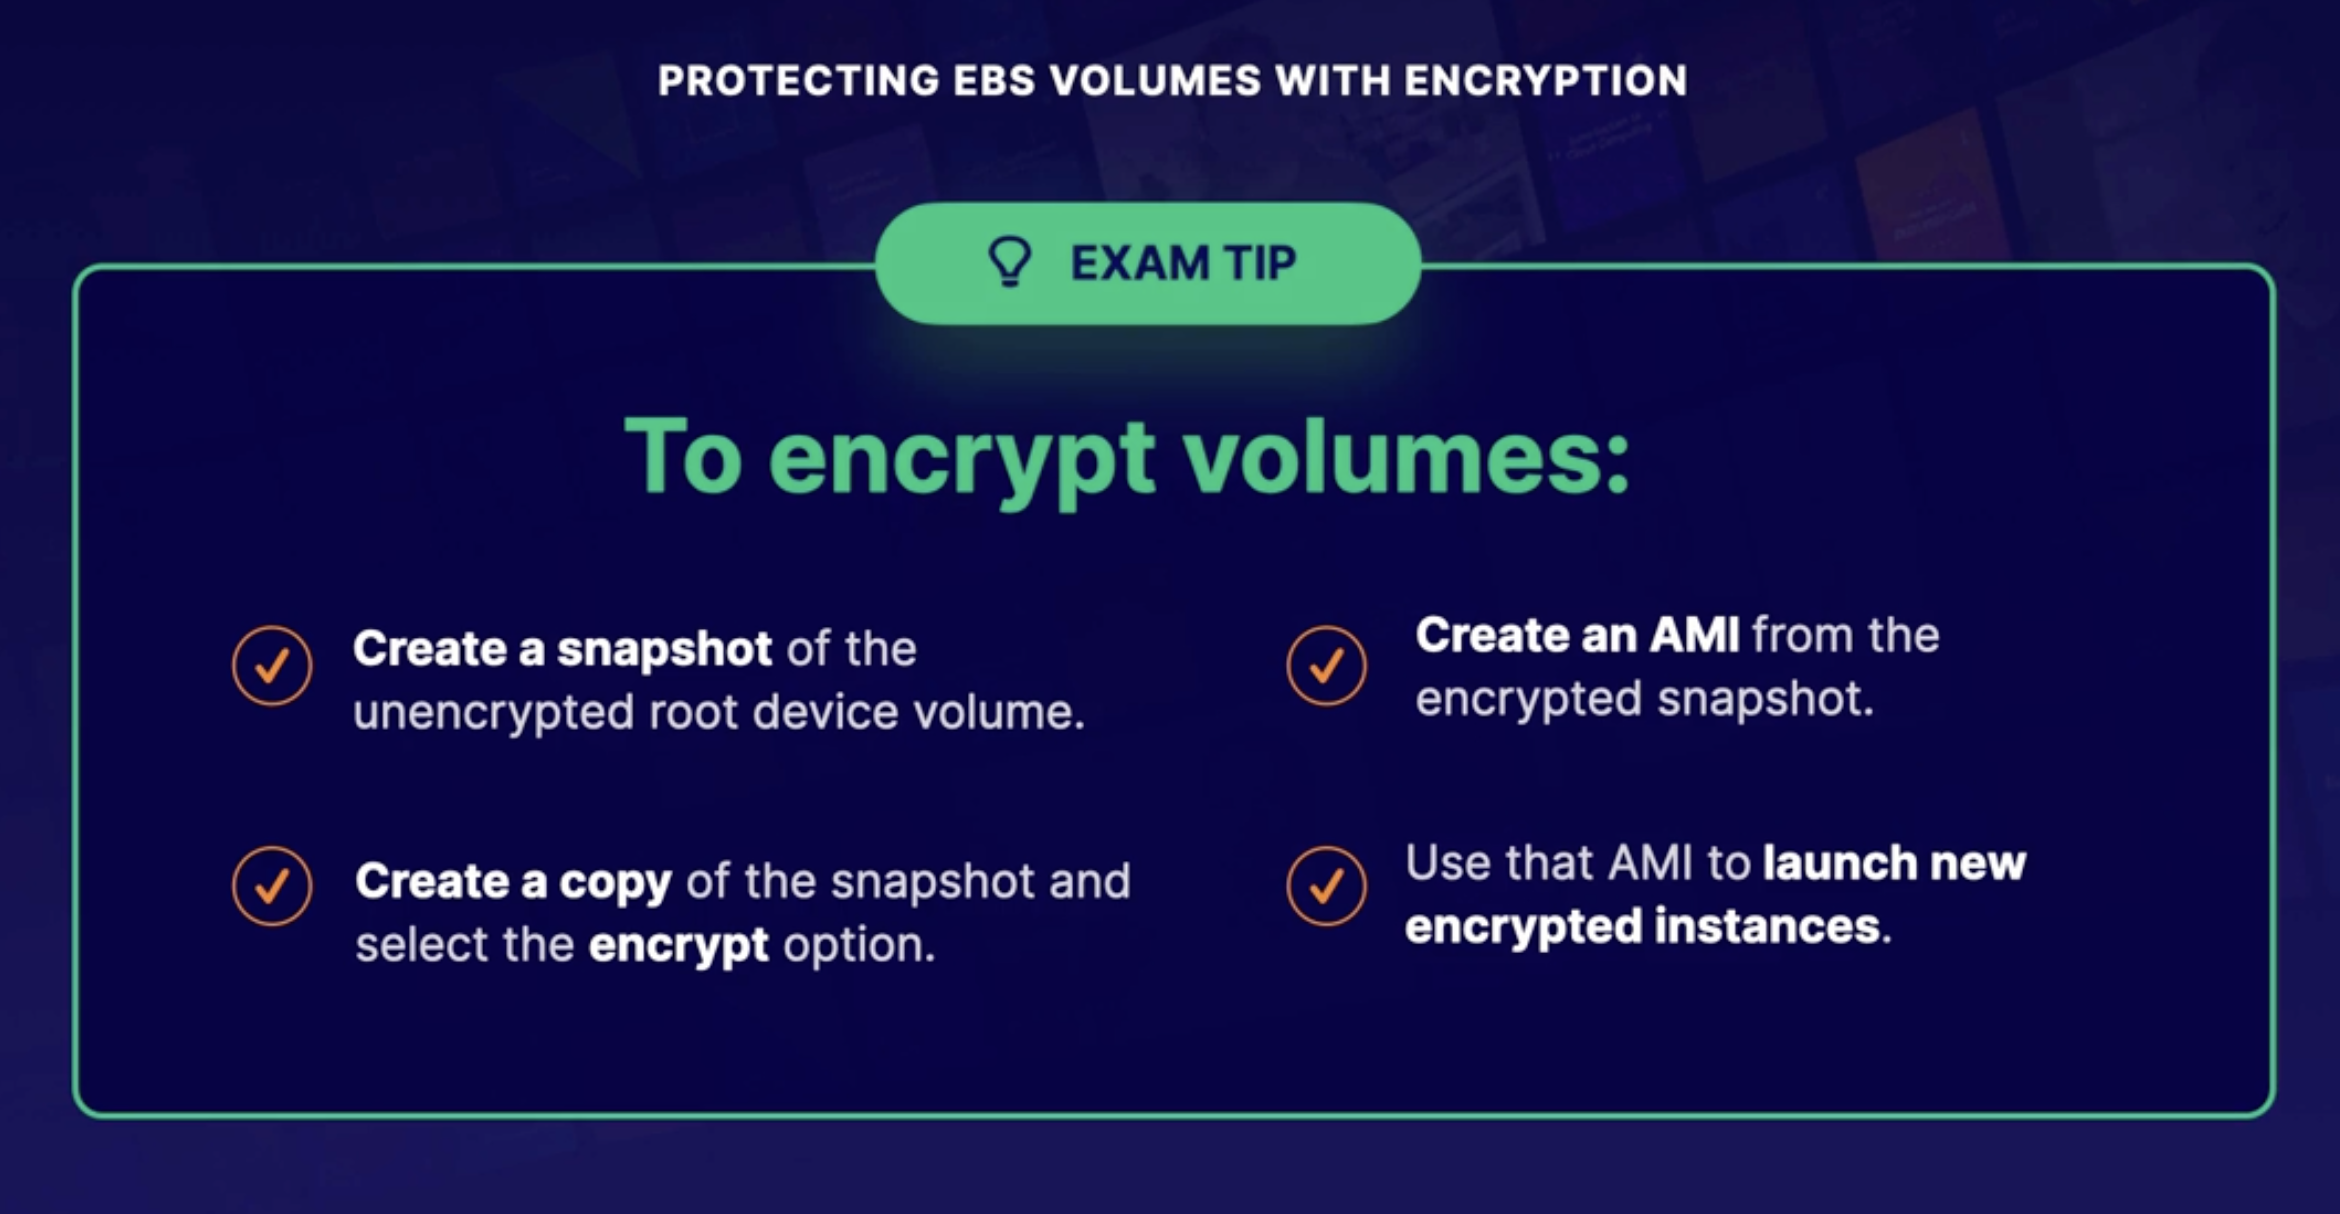 PROTECTING EBS VOLUMES WITH ENCRYPTION
EXAM TIP
To encrypt volumes:
Create a snapshot of the
unencrypted root device volume.
Create a copy of the snapshot and
select the encrypt option.
Create an AMI from the
encrypted snapshot.
Use that AMI to launch new
encrypted instances.